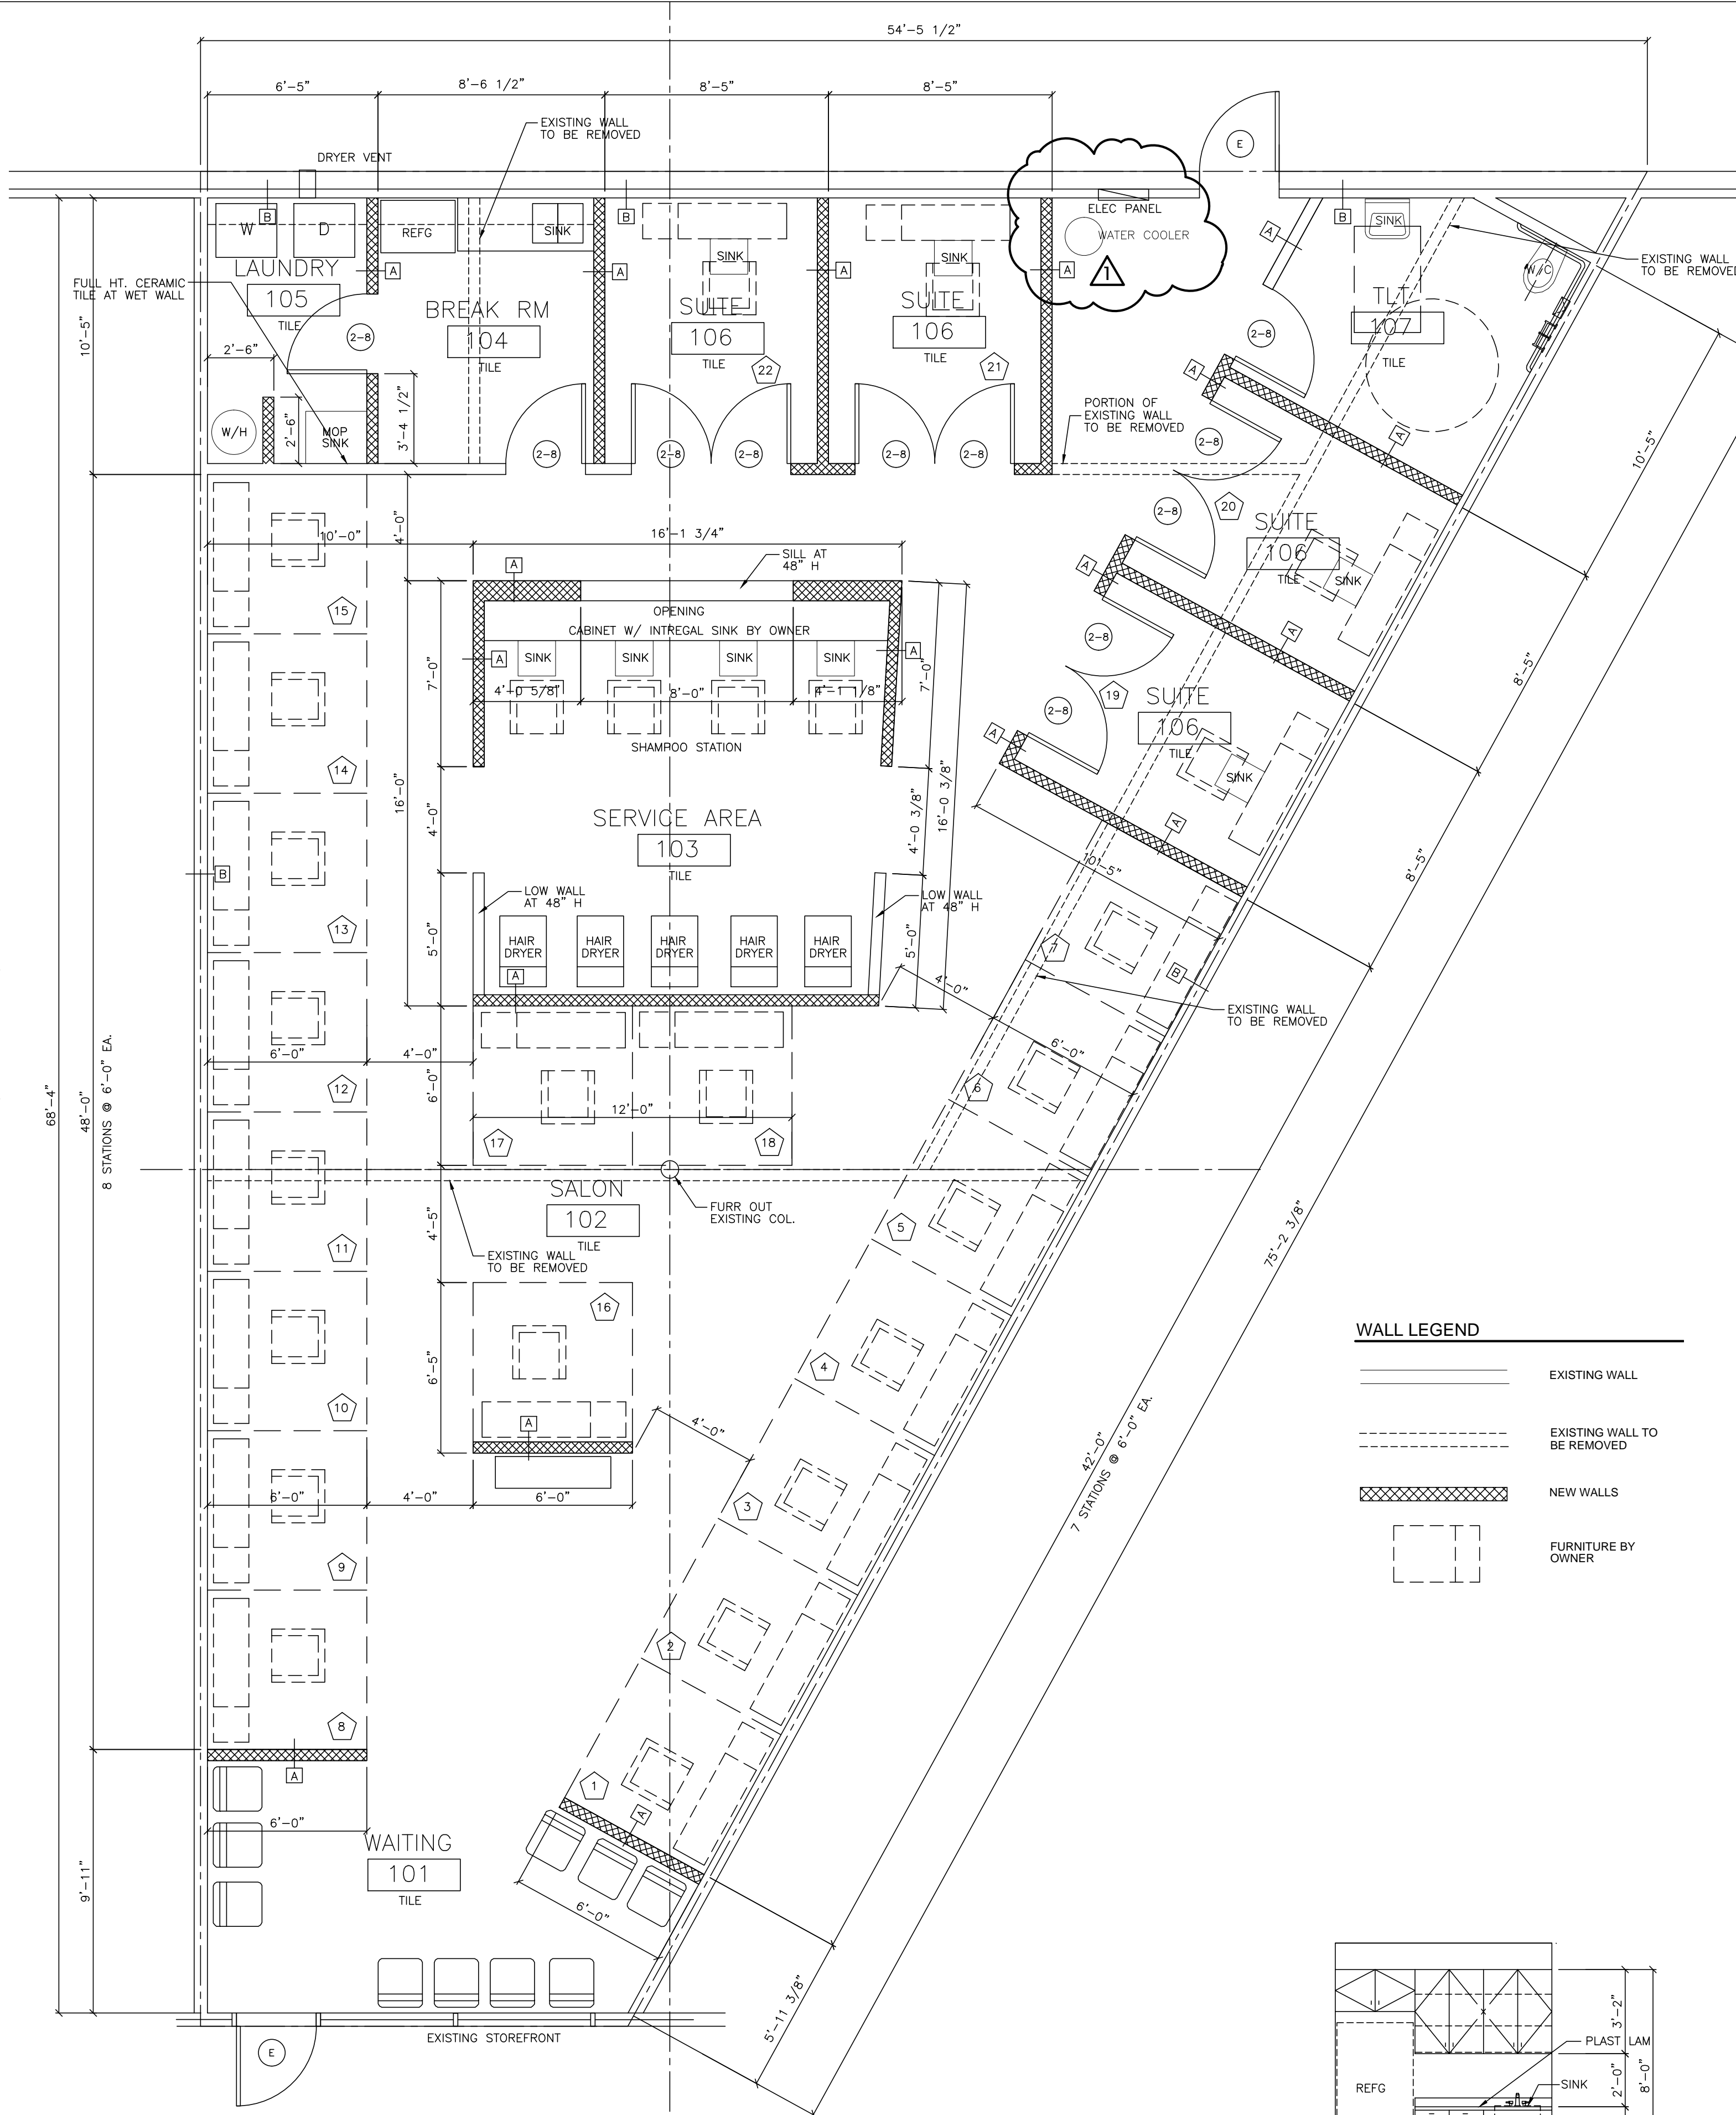 54'-5 1/2"
6'-5"
8'-6 1/2"
8'-5"
8'-5"
EXISTING WALL
TO BE REMOVED
DRYER VENT
E
B
W
D
REFG
SINK
B
SINK
SINK
ELEC PANEL
WATER COOLER
1
A
B
SINK
W/C
EXISTING WALL
TO BE REMOVED
FULL HT. CERAMIC
TILE AT WET WALL
LAUNDRY
105
TILE
A
BREAK RM
104
TILE
A
SUITE
106
TILE
22
A
SUITE
106
TILE
21
A
TLT
107
TILE
2-8
2-8
10'-5"
2'-6"
W/H
2'-6"
MOP
SINK
3'-4 1/2"
2-8
2-8
2-8
2-8
2-8
PORTION OF
EXISTING WALL
TO BE REMOVED
A
2-8
A
10'-5"
10'-0"
4'-0"
16'-1 3/4"
SILL AT
48" H
2-8
20
SUITE
106
TILE
SINK
A
A
OPENING
CABINET W/ INTREGAL SINK BY OWNER
15
A
SINK
SINK
SINK
SINK
A
7'-0"
4'-0 5/8"
8'-0"
4'-1 1/8"
7'-0"
SHAMPOO STATION
2-8
A
8'-5"
19
SUITE
106
TILE
SINK
2-8
A
14
16'-0"
4'-0"
SERVICE AREA
103
TILE
4'-0 3/8"
16'-0 3/8"
A
10'-5"
8'-5"
B
13
5'-0"
LOW WALL
AT 48" H
LOW WALL
AT 48" H
HAIR
DRYER
HAIR
DRYER
HAIR
DRYER
HAIR
DRYER
HAIR
DRYER
A
5'-0"
4'-0"
7
B
EXISTING WALL
TO BE REMOVED
6'-0"
68'-4"
48'-0"
8 STATIONS @ 6'-0" EA.
6'-0"
4'-0"
12
6'-0"
12'-0"
17
18
6
SALON
102
TILE
FURR OUT
EXISTING COL.
5
4'-5"
11
EXISTING WALL
TO BE REMOVED
75'-2 3/8"
16
4
6'-5"
10
A
4'-0"
6'-0"
4'-0"
6'-0"
3
42'-0"
7 STATIONS @ 6'-0" EA.
9
2
8
A
1
A
6'-0"
WAITING
101
TILE
9'-11"
6'-0"
5'-11 3/8"
EXISTING STOREFRONT
E
WALL LEGEND
EXISTING WALL
EXISTING WALL TO
BE REMOVED
NEW WALLS
FURNITURE BY
OWNER
3'-2"
PLAST LAM
REFG
SINK
2'-0"
8'-0"